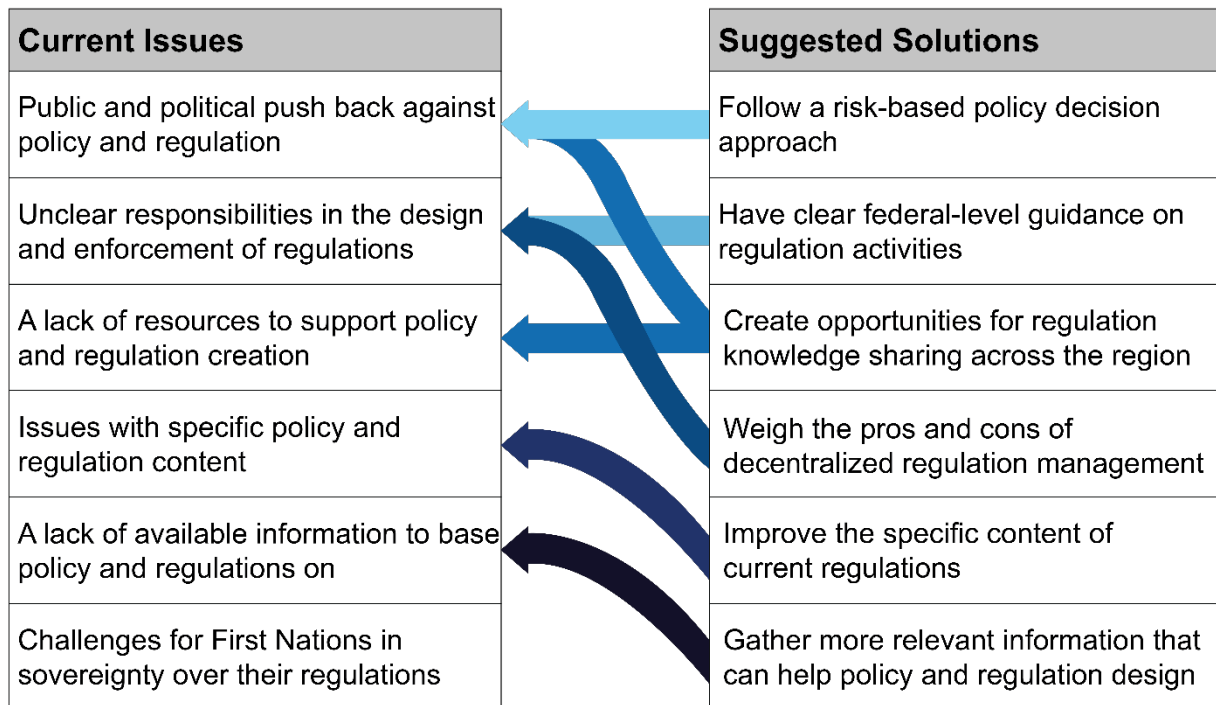 Current Issues
Public and political push back against
policy and regulation
Unclear responsibilities in the design
and enforcement of regulations
A lack of resources to support policy
and regulation creation
Issues with specific policy and
regulation content
A lack of available information to base
policy and regulations on
Challenges for First Nations in
sovereignty over their regulations
Suggested Solutions
Follow a risk-based policy decision
approach
Have clear federal-level guidance on
regulation activities
Create opportunities for regulation
knowledge sharing across the region
Weigh the pros and cons of
decentralized regulation management
Improve the specific content of
current regulations
Gather more relevant information that
can help policy and regulation design